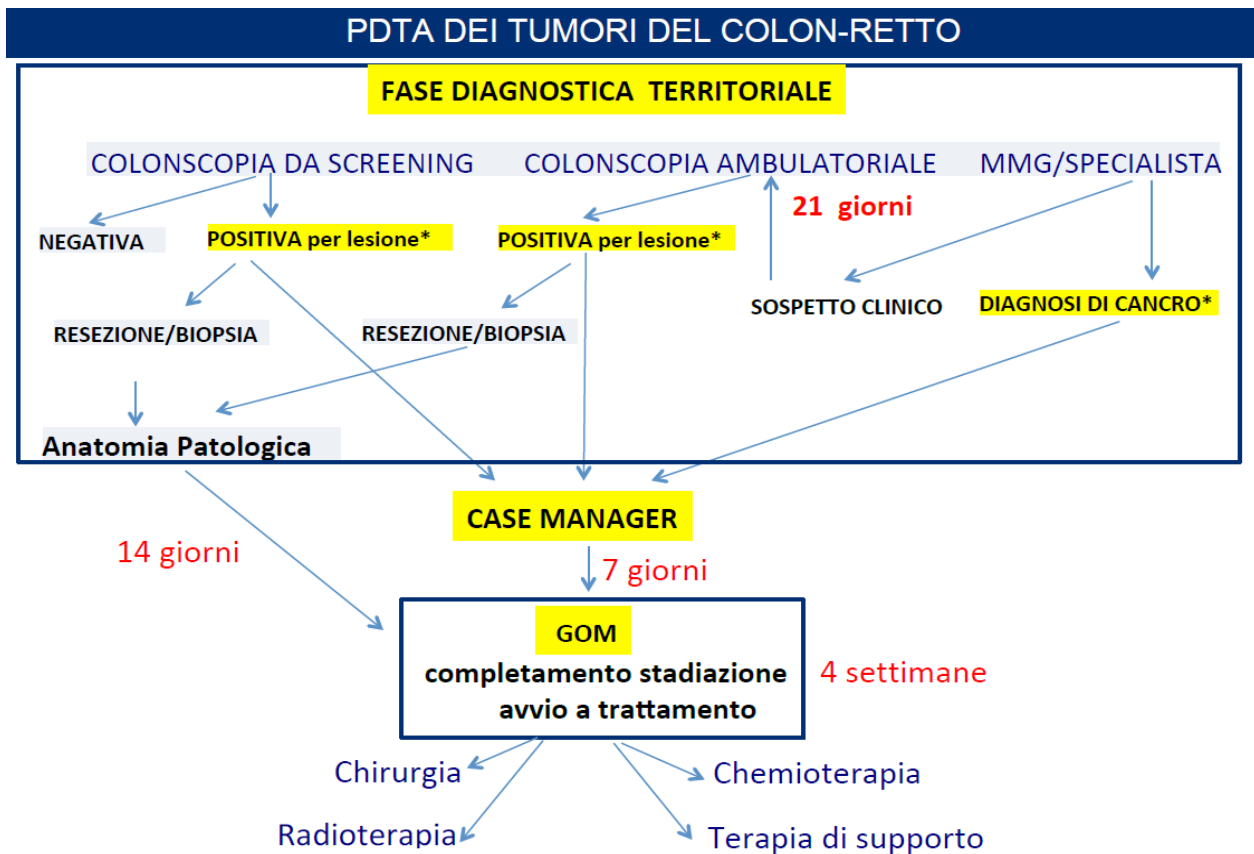 PDTA DEI TUMORI DEL COLON-RETTO
FASE DIAGNOSTICA TERRITORIALE
COLONSCOPIA DA SCREENING
COLONSCOPIA AMBULATORIALE
MMG/SPECIALISTA
21 giorni
NEGATIVA
POSITIVA per lesione*
POSITIVA per lesione*
SOSPETTO CLINICO
DIAGNOSI DI CANCRO*
RESEZIONE/BIOPSIA
RESEZIONE/BIOPSIA
Anatomia Patologica
CASE MANAGER
14 giorni
7 giorni
GOM
completamento stadiazione
avvio a trattamento
4 settimane
Chirurgia
Chemioterapia
Radioterapia
Terapia di supporto